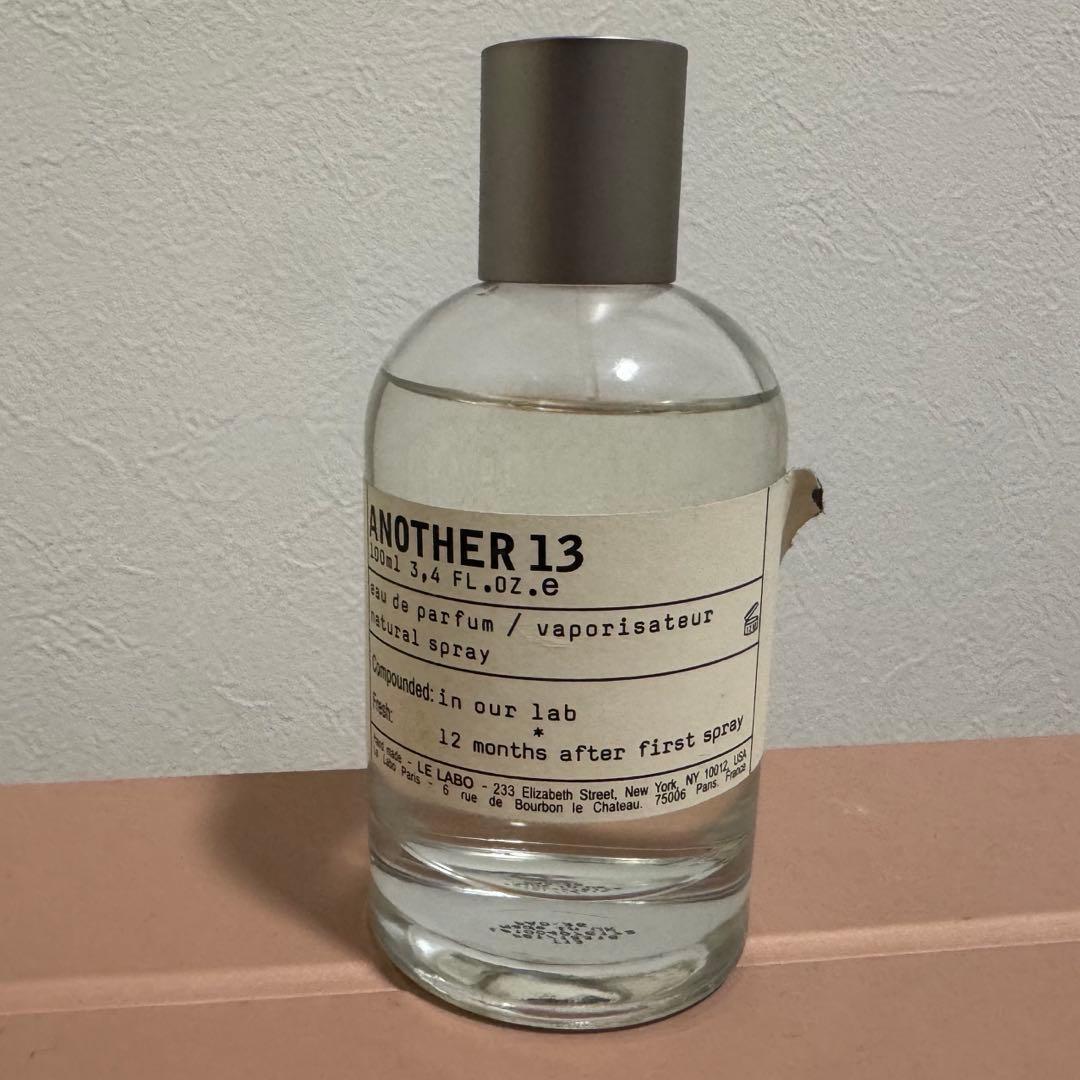 ANOTHER 13
100ml 3,4 FL.OZ.e
eau de parfum / vaporisateur
natural spray
Compounded: in our lab
*
Fresh: 12 months after first spray
hand made - LE LABO - 233 Elizabeth Street, New York, NY 10012, USA
Le Labo Paris - 6 rue de Bourbon le Chateau. 75006 Paris. France